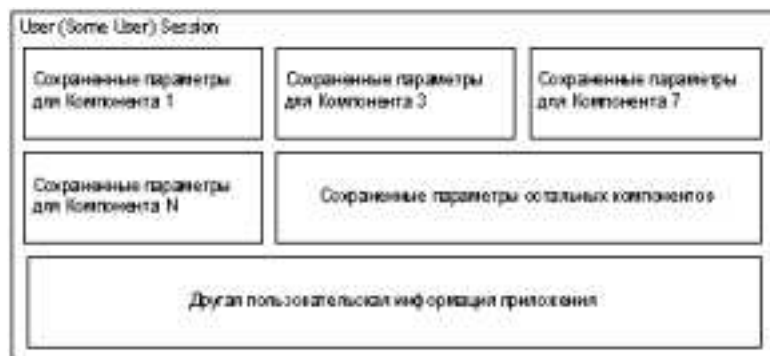 User (Some User) Session
Сохраненные параметры
для Компонента 1
Сохраненные параметры
для Компонента 3
Сохраненные параметры
для Компонента 7
Сохраненные параметры
для Компонента N
Сохраненные параметры остальных компонентов
Другая пользовательская информация приложения